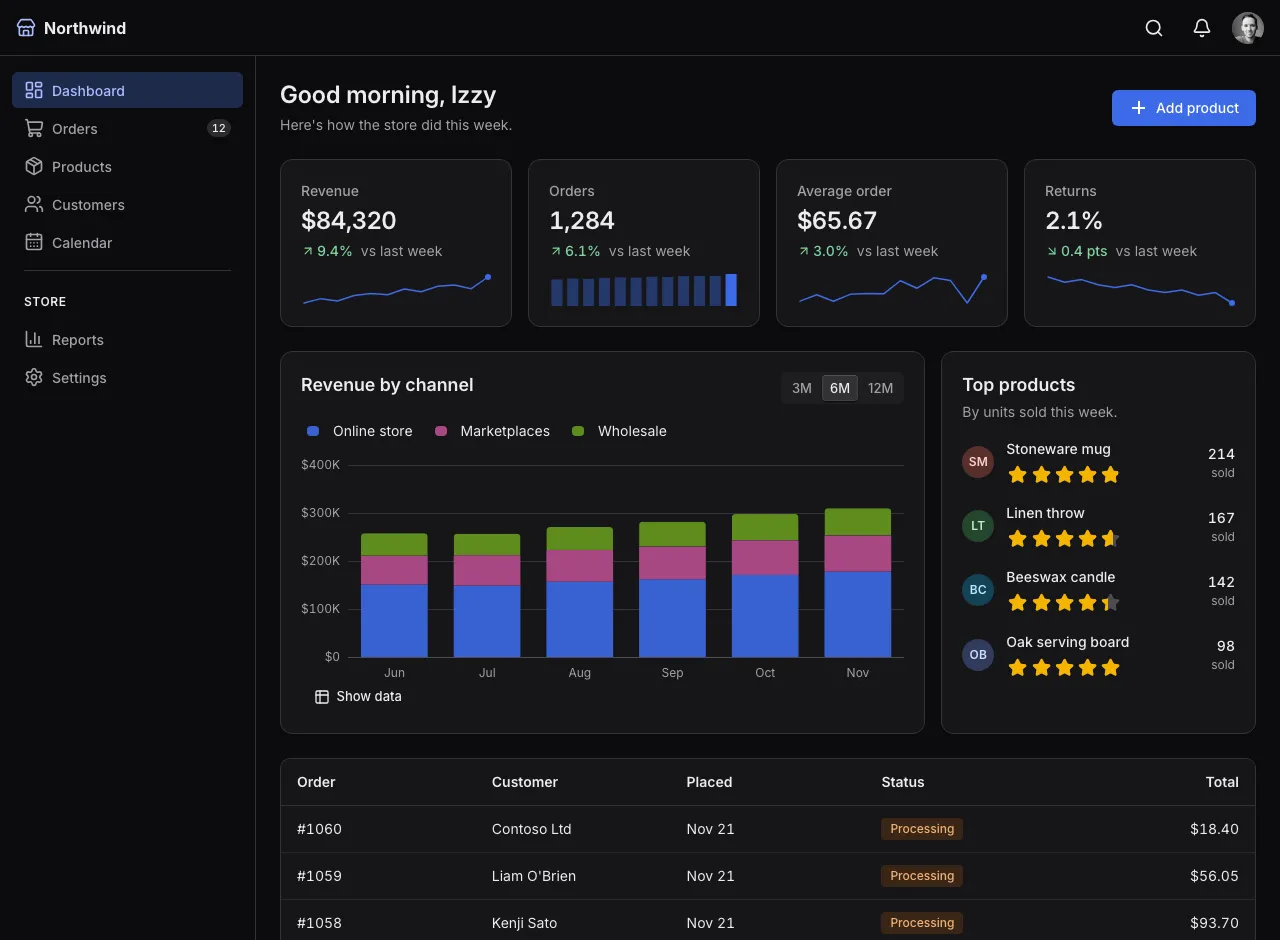 Northwind
Dashboard
Orders 12
Products
Customers
Calendar
STORE
Reports
Settings
Good morning, Izzy
Here's how the store did this week.
Add product
Revenue
$84,320
9.4% vs last week
Orders
1,284
6.1% vs last week
Average order
$65.67
3.0% vs last week
Returns
2.1%
0.4 pts vs last week
Revenue by channel
3M 6M 12M
Online store Marketplaces Wholesale
$400K
$300K
$200K
$100K
$0
Jun Jul Aug Sep Oct Nov
Show data
Top products
By units sold this week.
SM Stoneware mug 214 sold
LT Linen throw 167 sold
BC Beeswax candle 142 sold
OB Oak serving board 98 sold
Order Customer Placed Status Total
#1060 Contoso Ltd Nov 21 Processing $18.40
#1059 Liam O'Brien Nov 21 Processing $56.05
#1058 Kenji Sato Nov 21 Processing $93.70